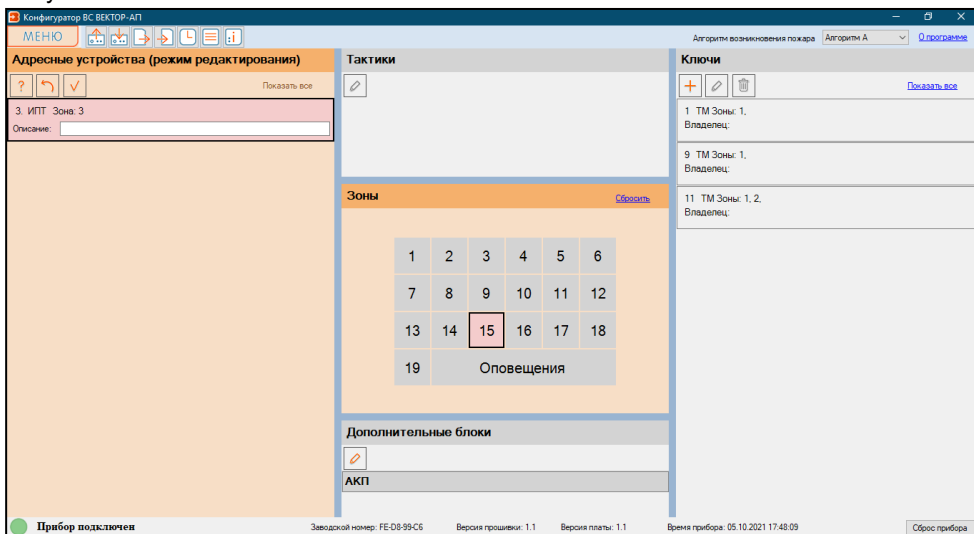 Конфигуратор ВС ВЕКТОР-АП
МЕНЮ
Алгоритм возникновения пожара Алгоритм А О программе
Адресные устройства (режим редактирования)
? Показать все
3. ИПТ Зона: 3
Описание:
Тактики
Зоны Сбросить
1 2 3 4 5 6
7 8 9 10 11 12
13 14 15 16 17 18
19 Оповещения
Дополнительные блоки
АКП
Ключи
Показать все
1 ТМ Зоны: 1,
Владелец:
9 ТМ Зоны: 1,
Владелец:
11 ТМ Зоны: 1, 2,
Владелец:
Прибор подключен Заводской номер: FE-D8-99-C6 Версия прошивки: 1.1 Версия платы: 1.1 Время прибора: 05.10.2021 17:48:09 Сброс прибора